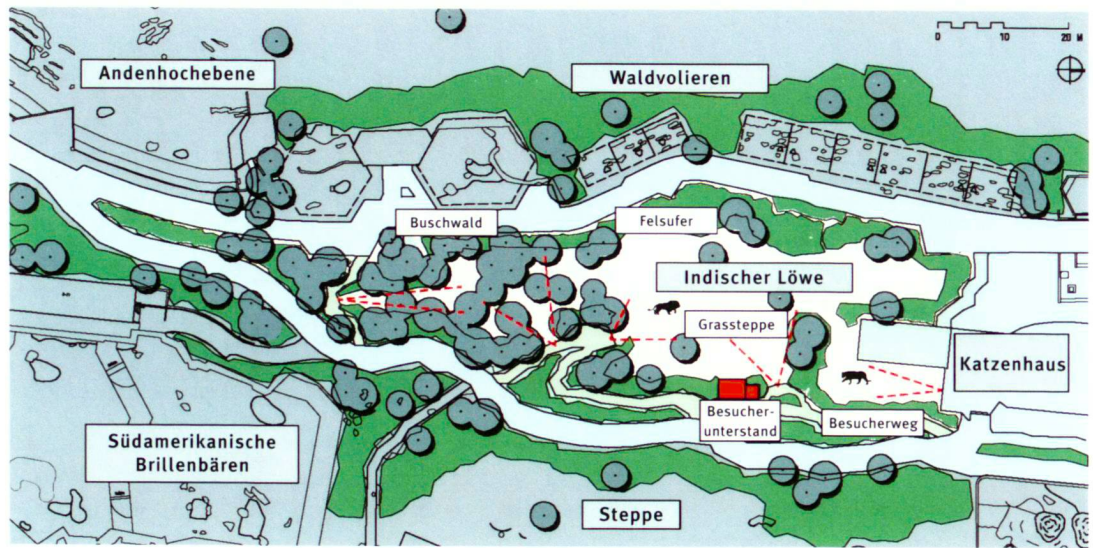 0 10 20 M
Andenhochebene
Waldvolieren
Buschwald
Felsufer
Indischer Löwe
Grassteppe
Katzenhaus
Besucher-
unterstand
Besucherweg
Südamerikanische
Brillenbären
Steppe